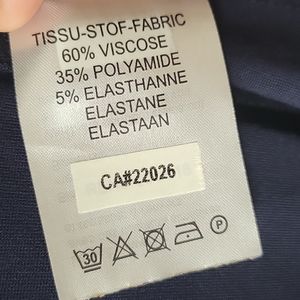 TISSU-STOF-FABRIC
60% VISCOSE
35% POLYAMIDE
5% ELASTHANNE
ELASTANE
ELASTAAN
CA#22026
30